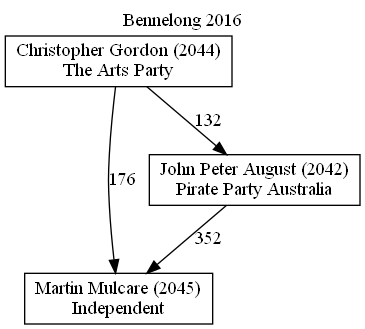 Bennelong 2016
Christopher Gordon (2044)
The Arts Party
132
John Peter August (2042)
Pirate Party Australia
176
352
Martin Mulcare (2045)
Independent